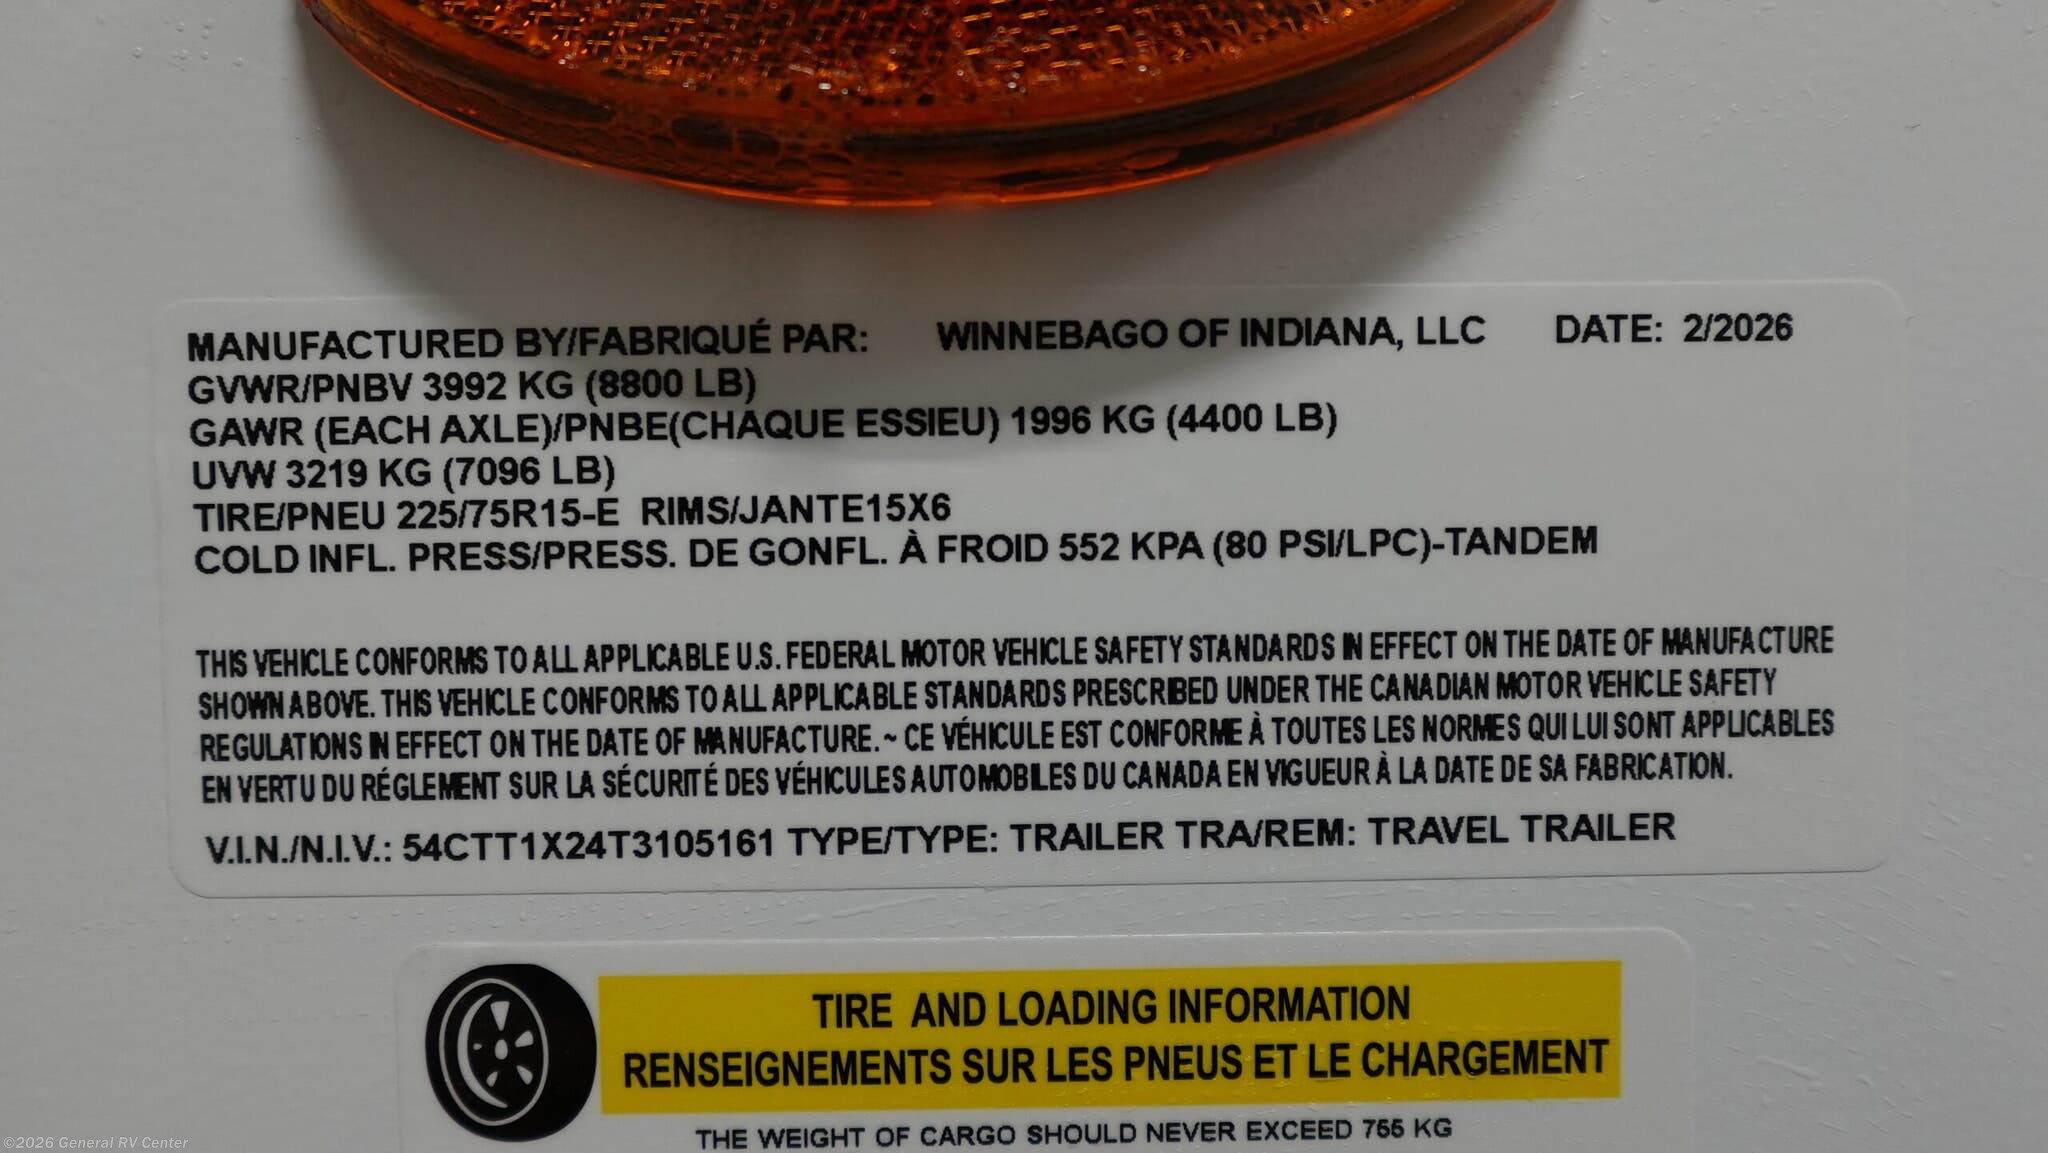 MANUFACTURED BY/FABRIQUÉ PAR: WINNEBAGO OF INDIANA, LLC DATE: 2/2026
GVWR/PNBV 3992 KG (8800 LB)
GAWR (EACH AXLE)/PNBE(CHAQUE ESSIEU) 1996 KG (4400 LB)
UVW 3219 KG (7096 LB)
TIRE/PNEU 225/75R15-E RIMS/JANTE15X6
COLD INFL. PRESS/PRESS. DE GONFL. À FROID 552 KPA (80 PSI/LPC)-TANDEM
THIS VEHICLE CONFORMS TO ALL APPLICABLE U.S. FEDERAL MOTOR VEHICLE SAFETY STANDARDS IN EFFECT ON THE DATE OF MANUFACTURE
SHOWN ABOVE. THIS VEHICLE CONFORMS TO ALL APPLICABLE STANDARDS PRESCRIBED UNDER THE CANADIAN MOTOR VEHICLE SAFETY
REGULATIONS IN EFFECT ON THE DATE OF MANUFACTURE. ~ CE VÉHICULE EST CONFORME À TOUTES LES NORMES QUI LUI SONT APPLICABLES
EN VERTU DU RÉGLEMENT SUR LA SÉCURITÉ DES VÉHICULES AUTOMOBILES DU CANADA EN VIGUEUR À LA DATE DE SA FABRICATION.
V.I.N./N.I.V.: 54CTT1X24T3105161 TYPE/TYPE: TRAILER TRA/REM: TRAVEL TRAILER
TIRE AND LOADING INFORMATION
RENSEIGNEMENTS SUR LES PNEUS ET LE CHARGEMENT
THE WEIGHT OF CARGO SHOULD NEVER EXCEED 755 KG
©2026 General RV Center